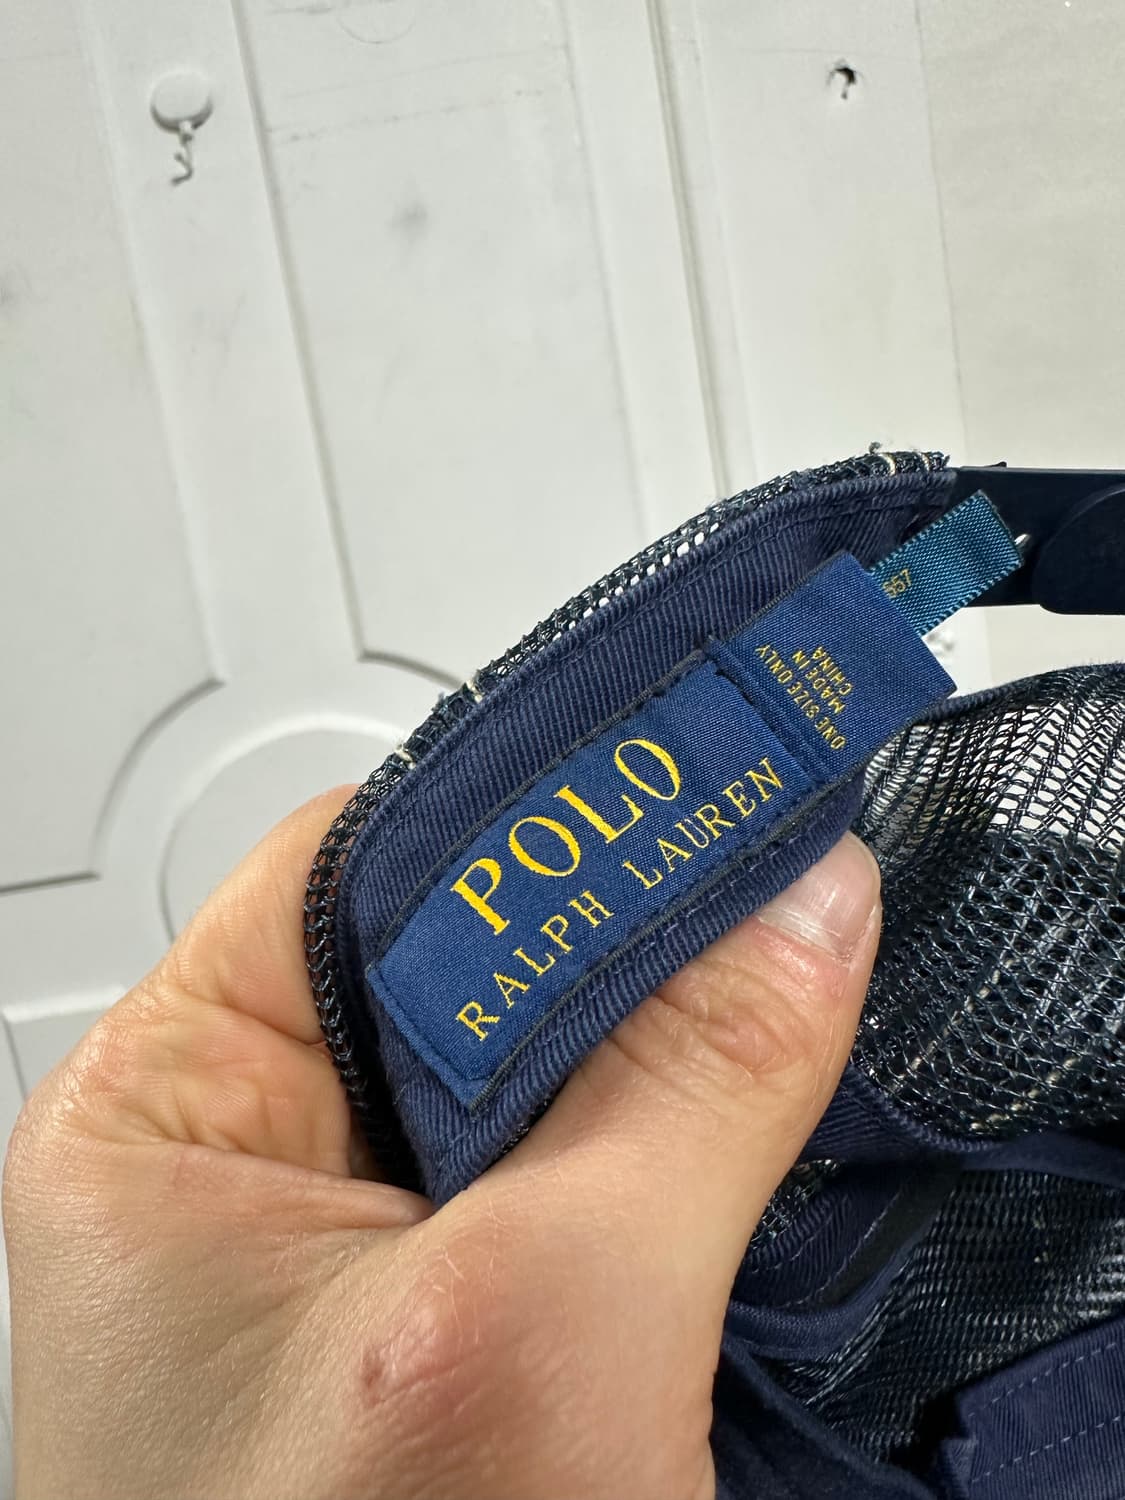 POLO
RALPH LAUREN
ONE SIZE ONLY
MADE IN
CHINA